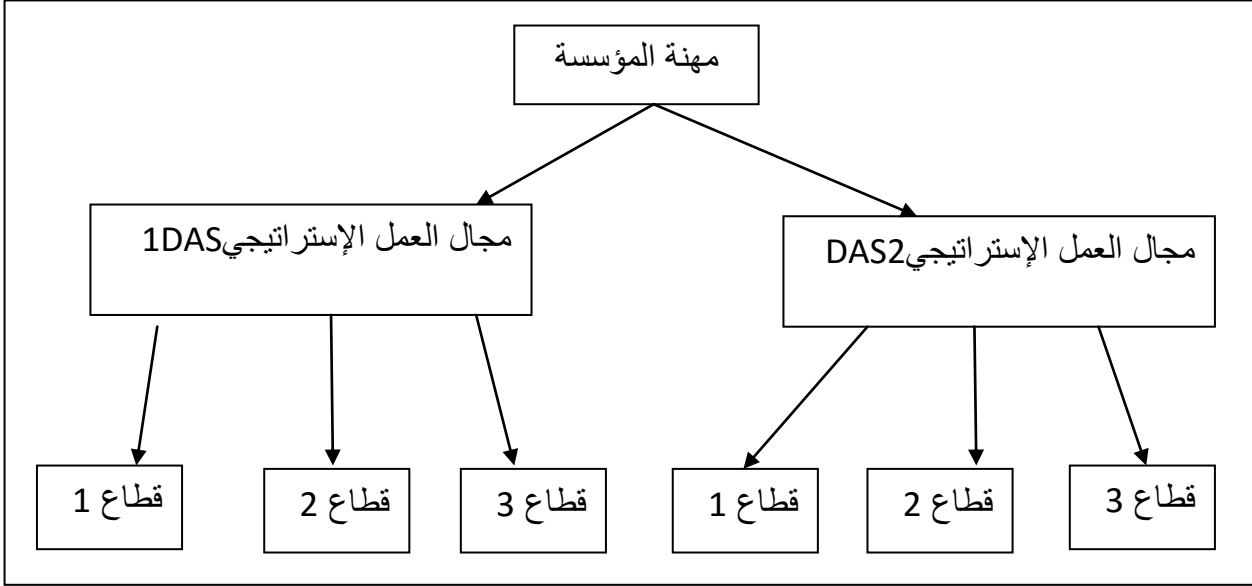 مهنة المؤسسة
مجال العمل الإستراتيجي1DAS
مجال العمل الإستراتيجيDAS2
قطاع 1
قطاع 2
قطاع 3
قطاع 1
قطاع 2
قطاع 3